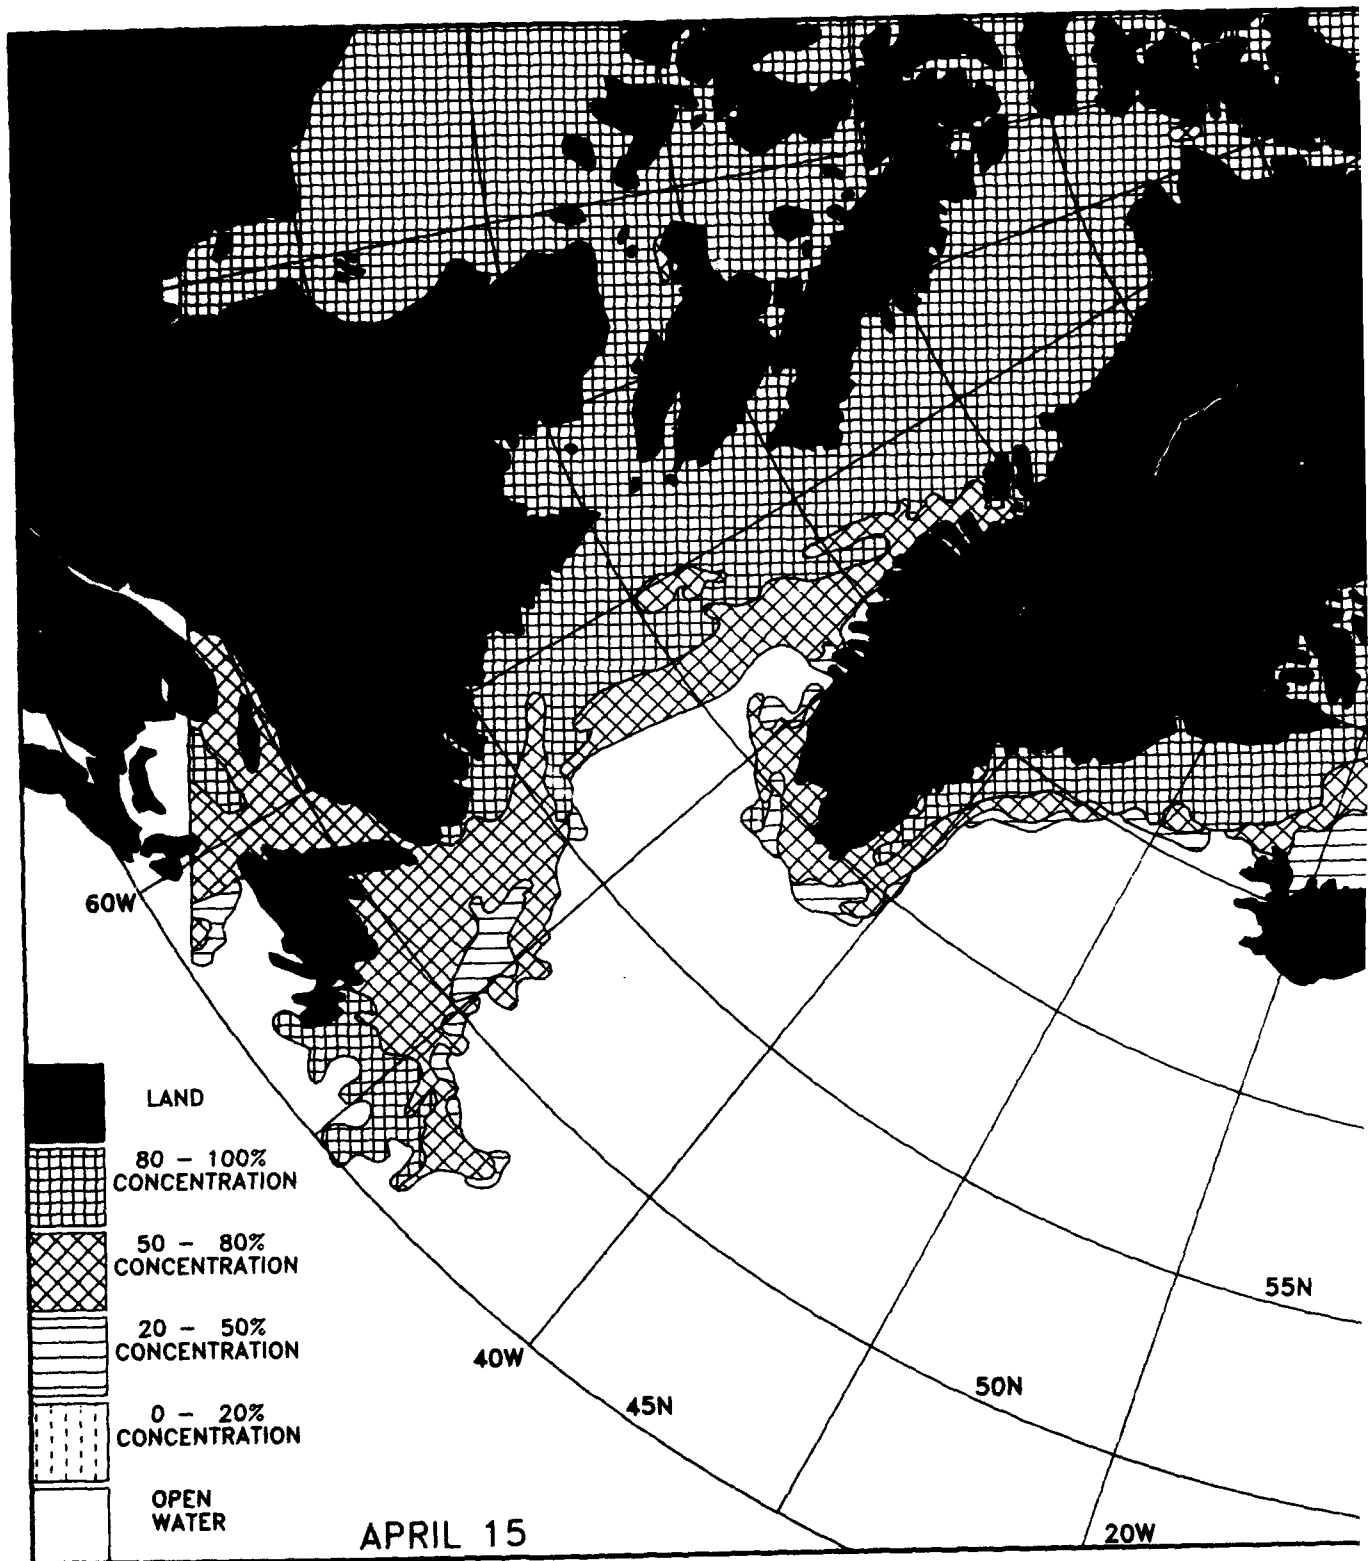 60W
LAND
80 – 100%
CONCENTRATION
50 – 80%
CONCENTRATION
20 – 50%
CONCENTRATION
0 – 20%
CONCENTRATION
OPEN
WATER
APRIL 15
40W
45N
50N
55N
20W